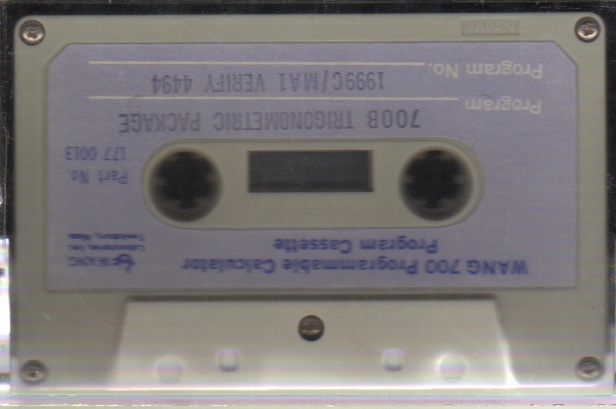 WANG 700 Programmable Calculator
Program Cassette
WANG
Laboratories, Inc.
Tewksbury, Mass.
Part No.
177 0013
700B TRIGONOMETRIC PACKAGE
Program
1999C/MA1 VERIFY 4494
Program No.